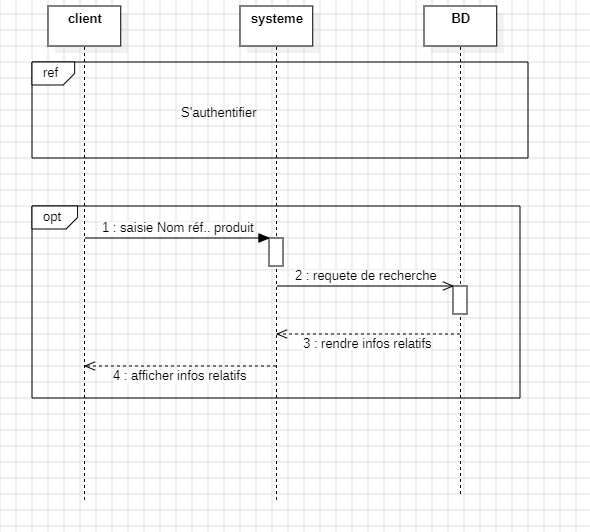 client
systeme
BD
ref
S'authentifier
opt
1 : saisie Nom réf.. produit
2 : requete de recherche
3 : rendre infos relatifs
4 : afficher infos relatifs